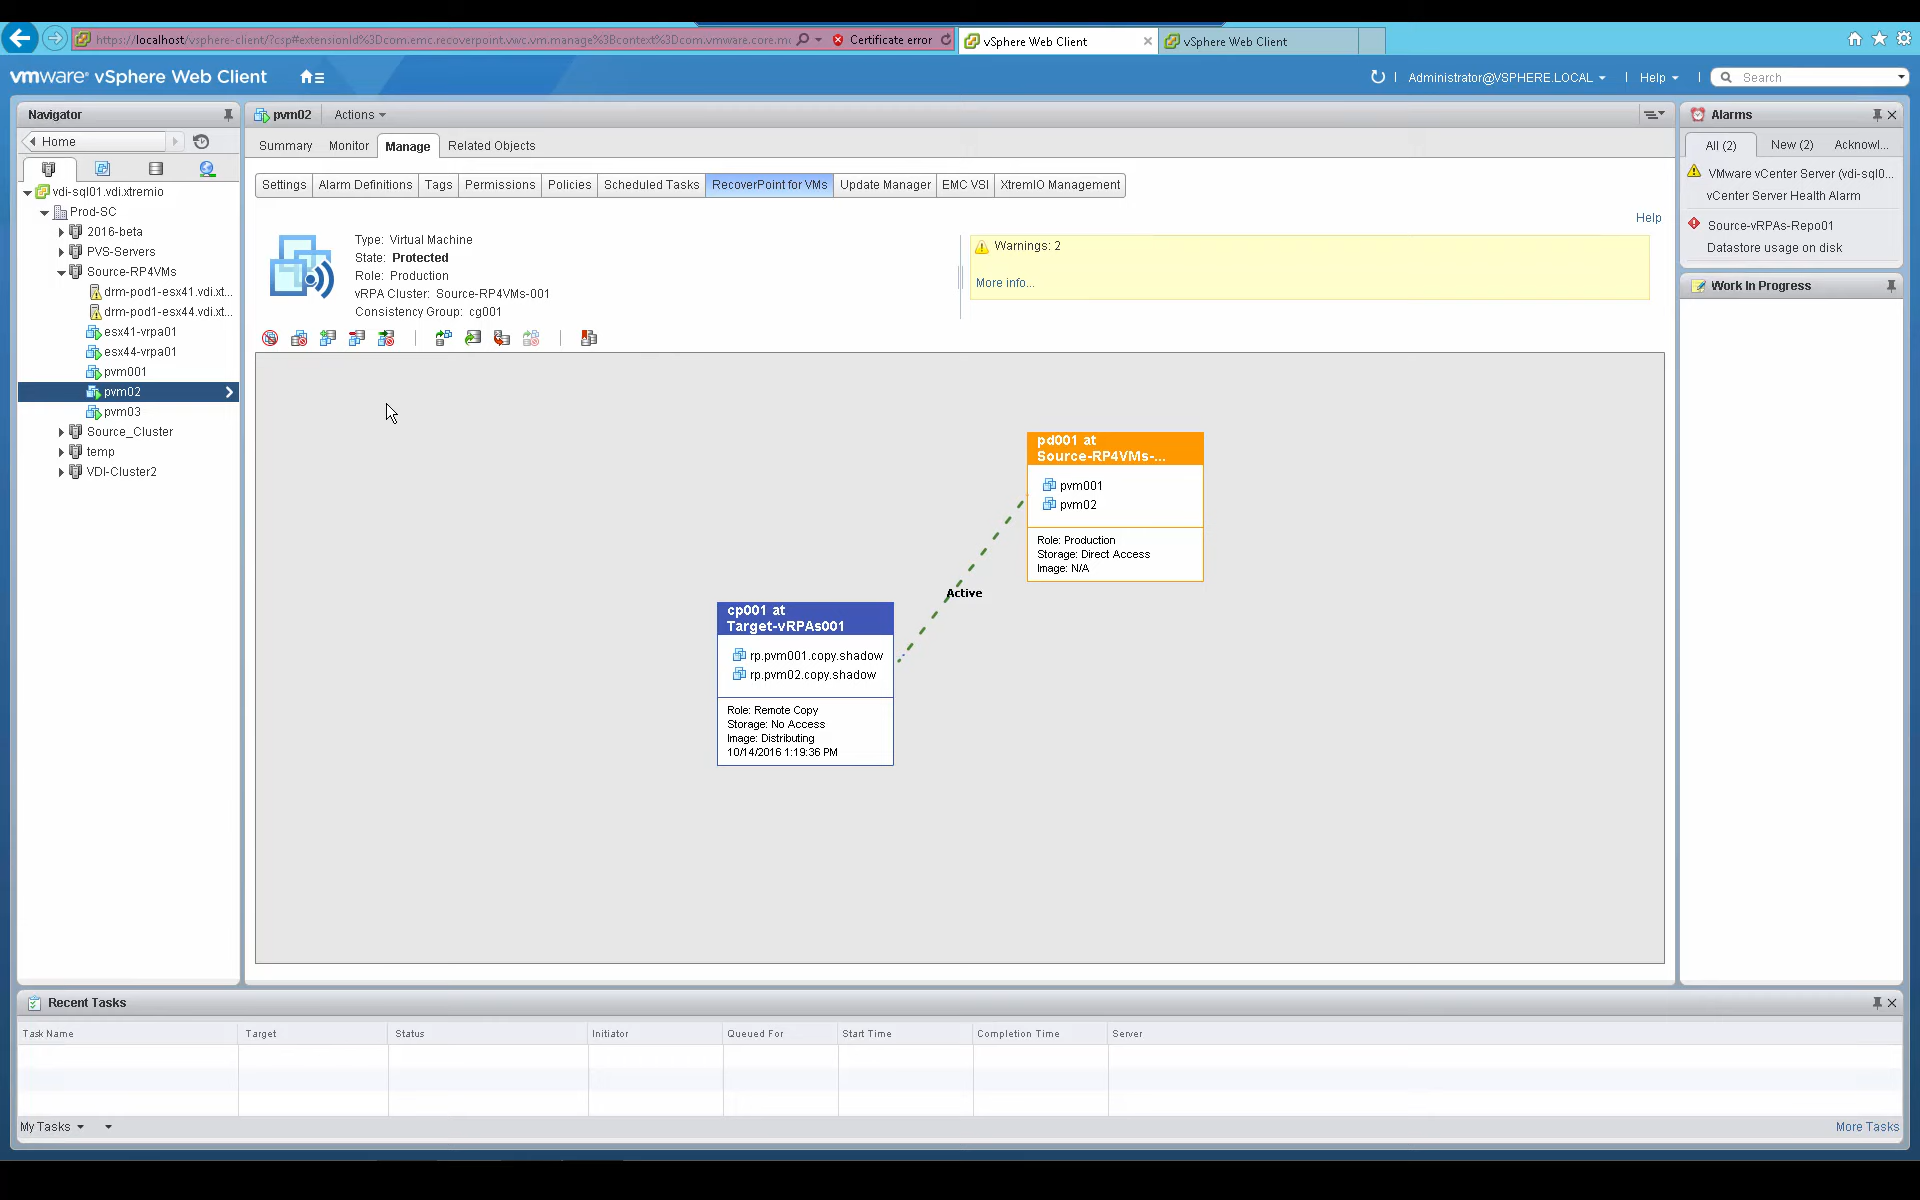 https://localhost/vsphere-client/?csp#extensionId%3Dcom.emc.recoverpoint.vwc.vm.manage%3Bcontext%3Dcom.vmware.core.m
Certificate error
vSphere Web Client
vSphere Web Client
vmware® vSphere Web Client
Administrator@VSPHERE.LOCAL
Help
Search
Navigator
Home
vdi-sql01.vdi.xtremio
Prod-SC
2016-beta
PVS-Servers
Source-RP4VMs
drm-pod1-esx41.vdi.xt...
drm-pod1-esx44.vdi.xt...
esx41-vrpa01
esx44-vrpa01
pvm001
pvm02
pvm03
Source_Cluster
temp
VDI-Cluster2
pvm02
Actions
Summary
Monitor
Manage
Related Objects
Settings
Alarm Definitions
Tags
Permissions
Policies
Scheduled Tasks
RecoverPoint for VMs
Update Manager
EMC VSI
XtremIO Management
Help
Type: Virtual Machine
State: Protected
Role: Production
vRPA Cluster: Source-RP4VMs-001
Consistency Group: cg001
Warnings: 2
More info...
pd001 at
Source-RP4VMs-...
pvm001
pvm02
Role: Production
Storage: Direct Access
Image: N/A
Active
cp001 at
Target-vRPAs001
rp.pvm001.copy.shadow
rp.pvm02.copy.shadow
Role: Remote Copy
Storage: No Access
Image: Distributing
10/14/2016 1:19:36 PM
Alarms
All (2)
New (2)
Acknowl...
VMware vCenter Server (vdi-sql0...
vCenter Server Health Alarm
Source-vRPAs-Repo01
Datastore usage on disk
Work In Progress
Recent Tasks
Task Name
Target
Status
Initiator
Queued For
Start Time
Completion Time
Server
My Tasks
More Tasks